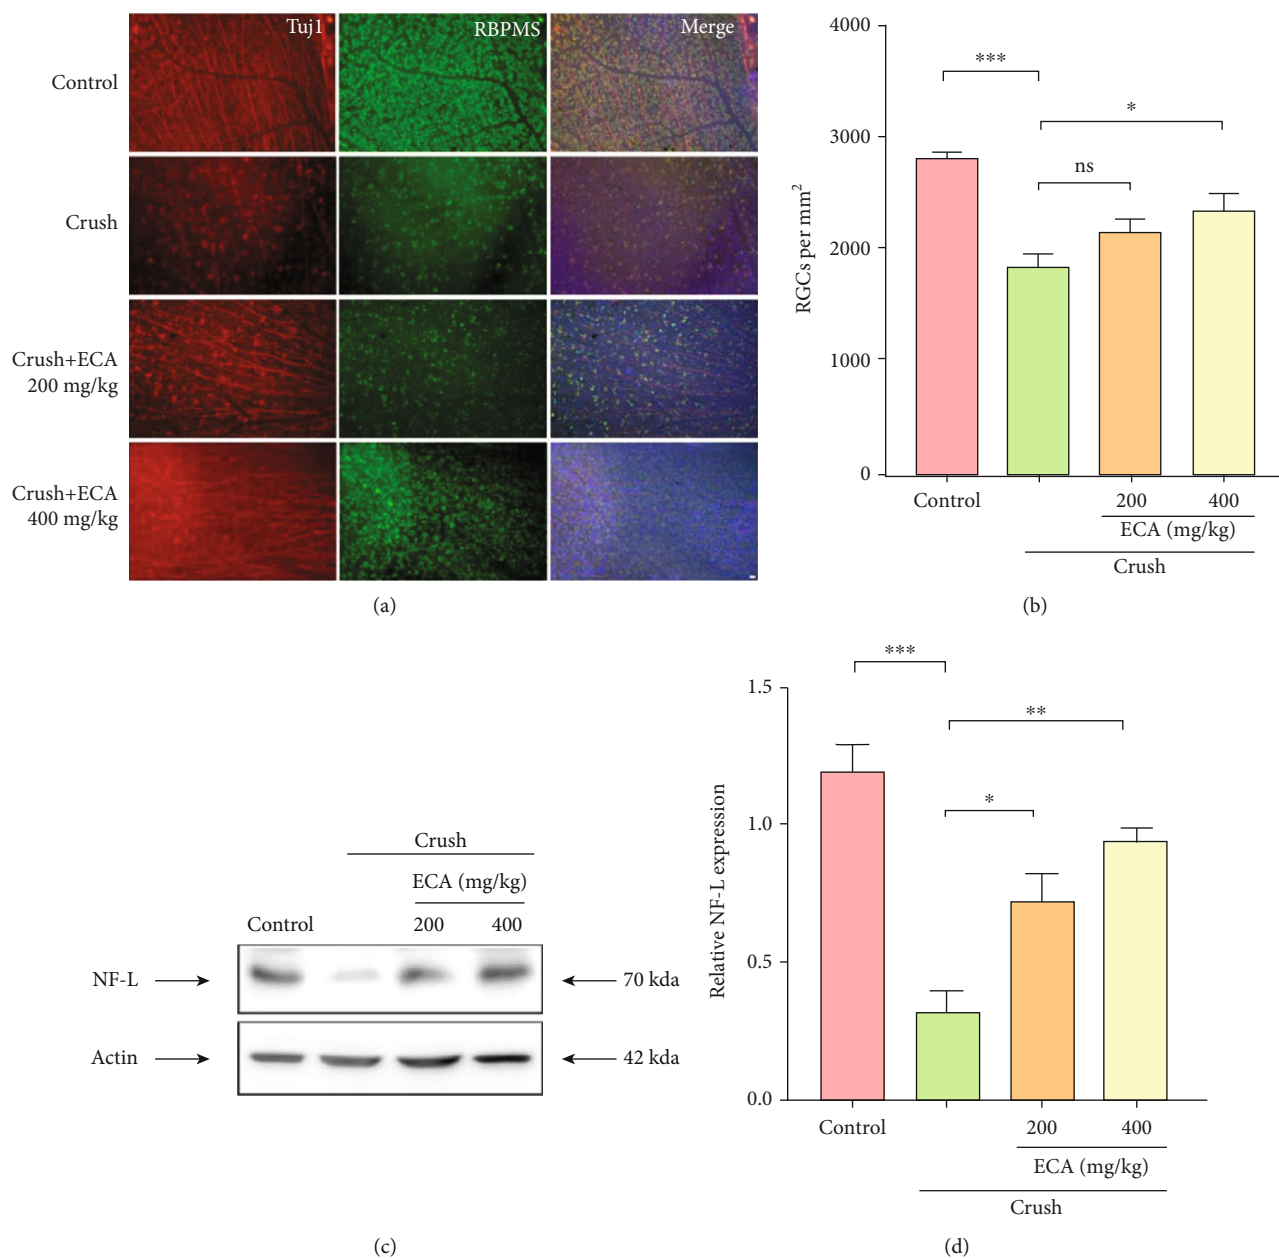 Tuj1 RBPMS Merge
Control
Crush
Crush+ECA
200 mg/kg
Crush+ECA
400 mg/kg
(a)
4000
3000
2000
1000
0
RGCs per mm²
***
*
ns
Control 200 400
ECA (mg/kg)
Crush
(b)
Crush
ECA (mg/kg)
Control 200 400
NF-L 70 kda
Actin 42 kda
(c)
1.5
1.0
0.5
0.0
Relative NF-L expression
***
**
*
Control 200 400
ECA (mg/kg)
Crush
(d)